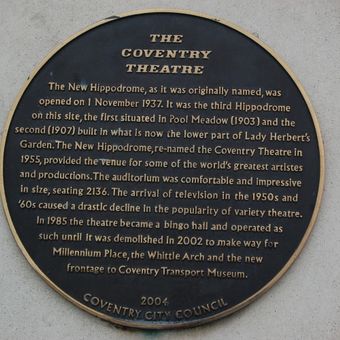 THE
COVENTRY
THEATRE
The New Hippodrome, as it was originally named, was
opened on 1 November 1937. It was the third Hippodrome
on this site, the first situated in Pool Meadow (1903) and the
second (1907) built in what is now the lower part of Lady Herbert's
Garden. The New Hippodrome, re-named the Coventry Theatre in
1955, provided the venue for some of the world's greatest artistes
and productions. The auditorium was comfortable and impressive
in size, seating 2136. The arrival of television in the 1950s and
'60s caused a drastic decline in the popularity of variety theatre.
In 1985 the theatre became a bingo hall and operated as
such until it was demolished in 2002 to make way for
Millennium Place, the Whittle Arch and the new
frontage to Coventry Transport Museum.
2004
COVENTRY CITY COUNCIL